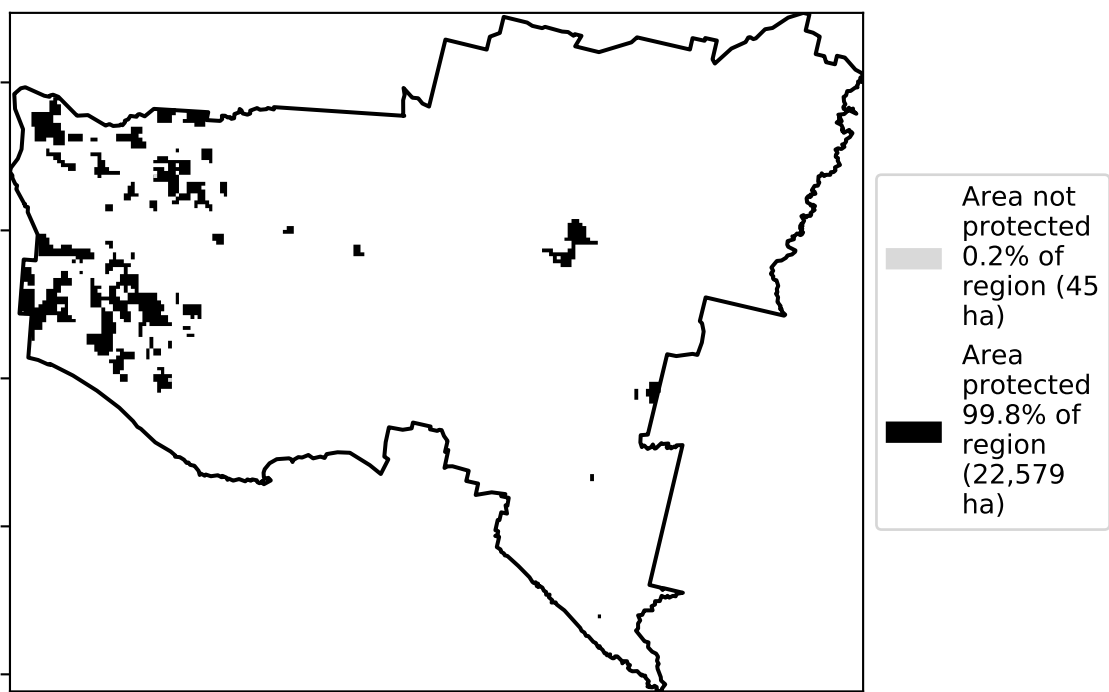 Area not
protected
0.2% of
region (45
ha)
Area
protected
99.8% of
region
(22,579
ha)